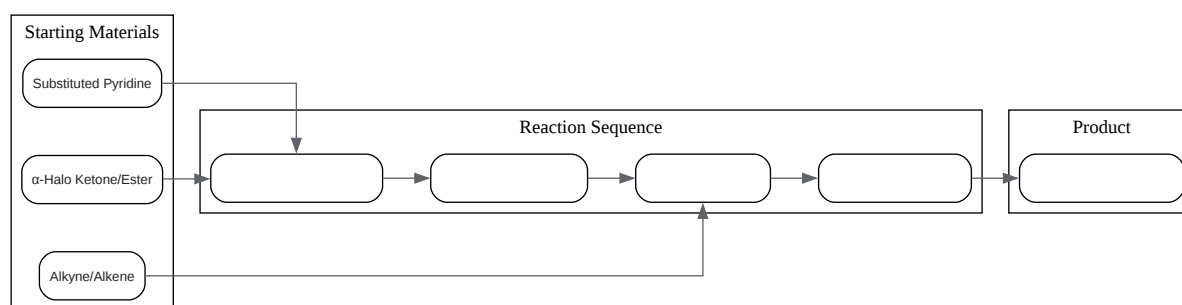 Starting Materials
Substituted Pyridine
Reaction Sequence
Product
α-Halo Ketone/Ester
Alkyne/Alkene